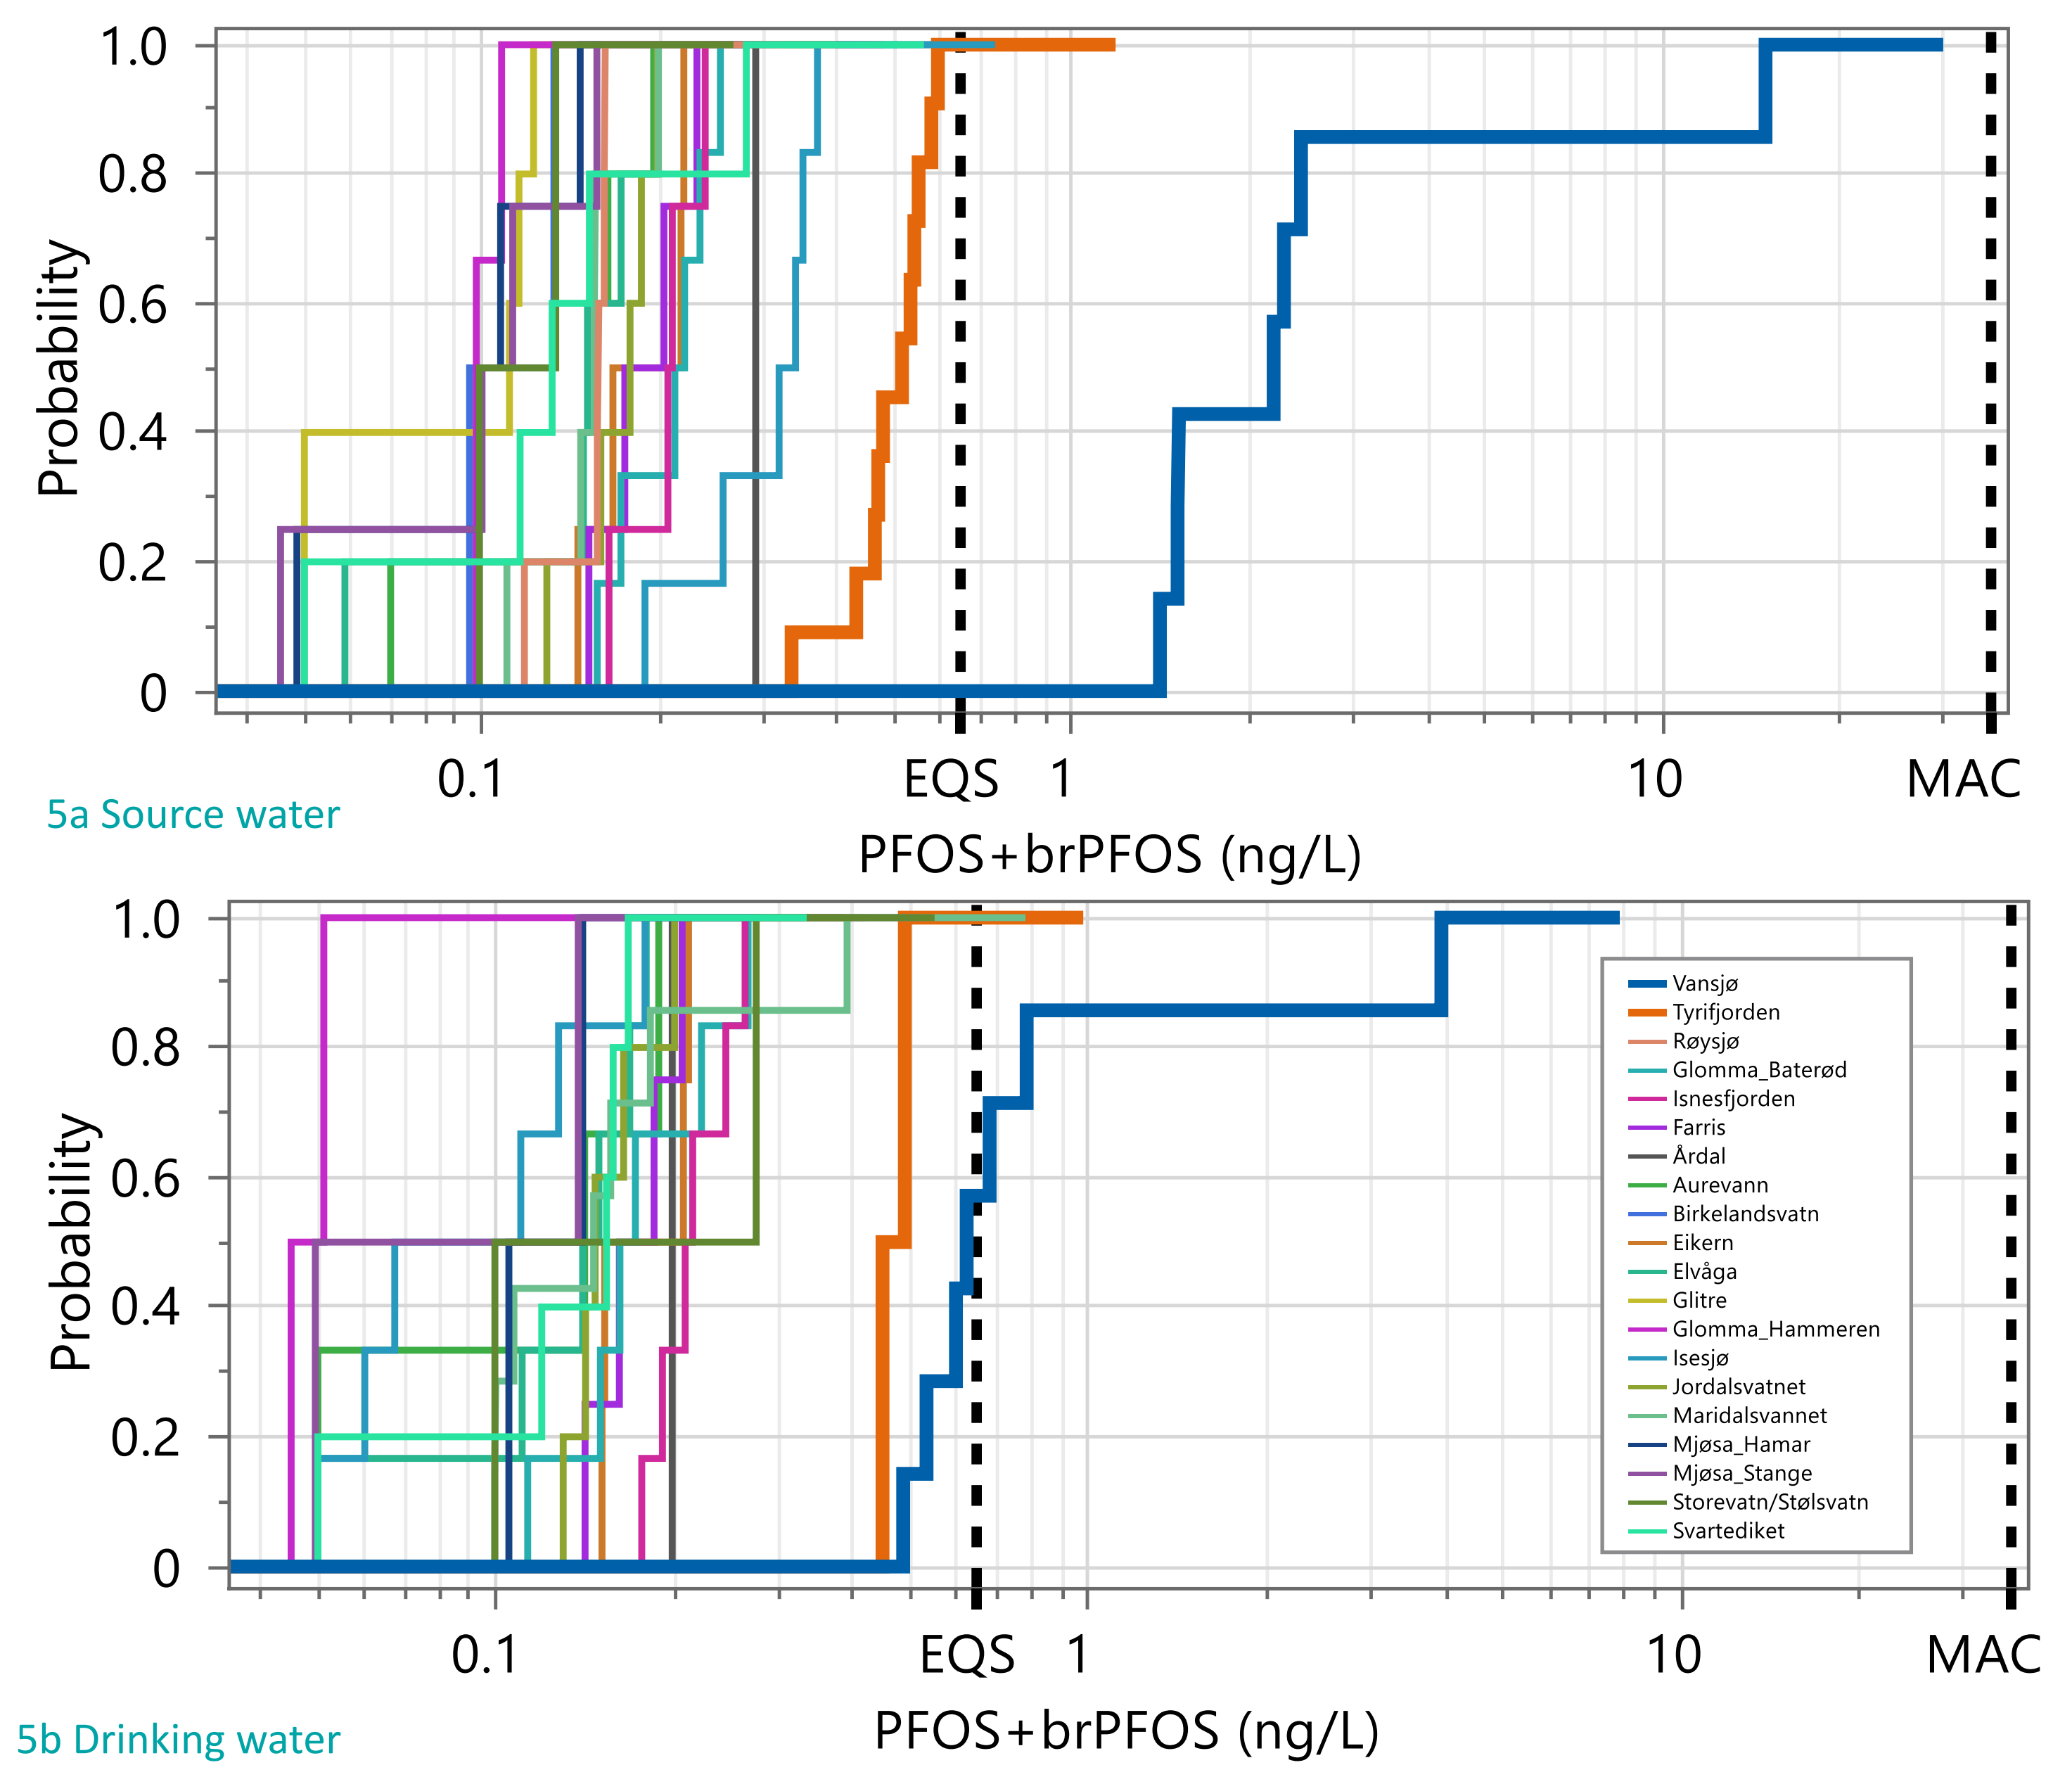 1.0
0.8
0.6
0.4
0.2
0
Probability
0.1
EQS
1
10
MAC
5a Source water
PFOS+brPFOS (ng/L)
1.0
0.8
0.6
0.4
0.2
0
Probability
Vansjø
Tyrifjorden
Røysjø
Glomma_Baterød
Isnesfjorden
Farris
Årdal
Aurevann
Birkelandsvatn
Eikern
Elvåga
Glitre
Glomma_Hammeren
Isesjø
Jordalsvatnet
Maridalsvannet
Mjøsa_Hamar
Mjøsa_Stange
Storevatn/Stølsvatn
Svartediket
0.1
EQS
1
10
MAC
PFOS+brPFOS (ng/L)
5b Drinking water